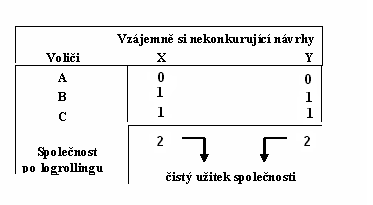 Vzájemně si nekonkurující návrhy
Voliči X Y
A 0 0
B 1 1
C 1 1
2 2
Společnost
po logrollingu
čistý užitek společnosti